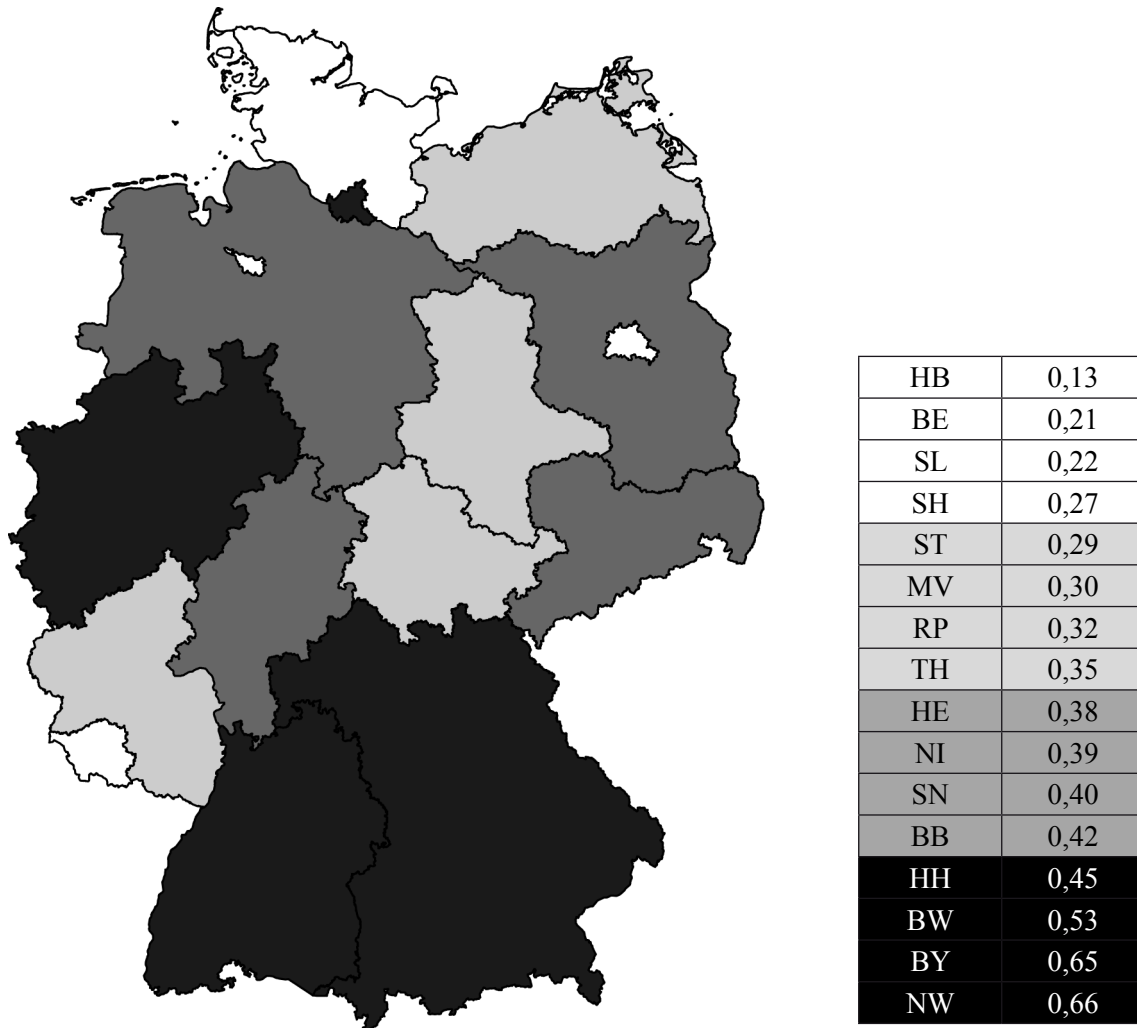 HB 0,13
BE 0,21
SL 0,22
SH 0,27
ST 0,29
MV 0,30
RP 0,32
TH 0,35
HE 0,38
NI 0,39
SN 0,40
BB 0,42
HH 0,45
BW 0,53
BY 0,65
NW 0,66